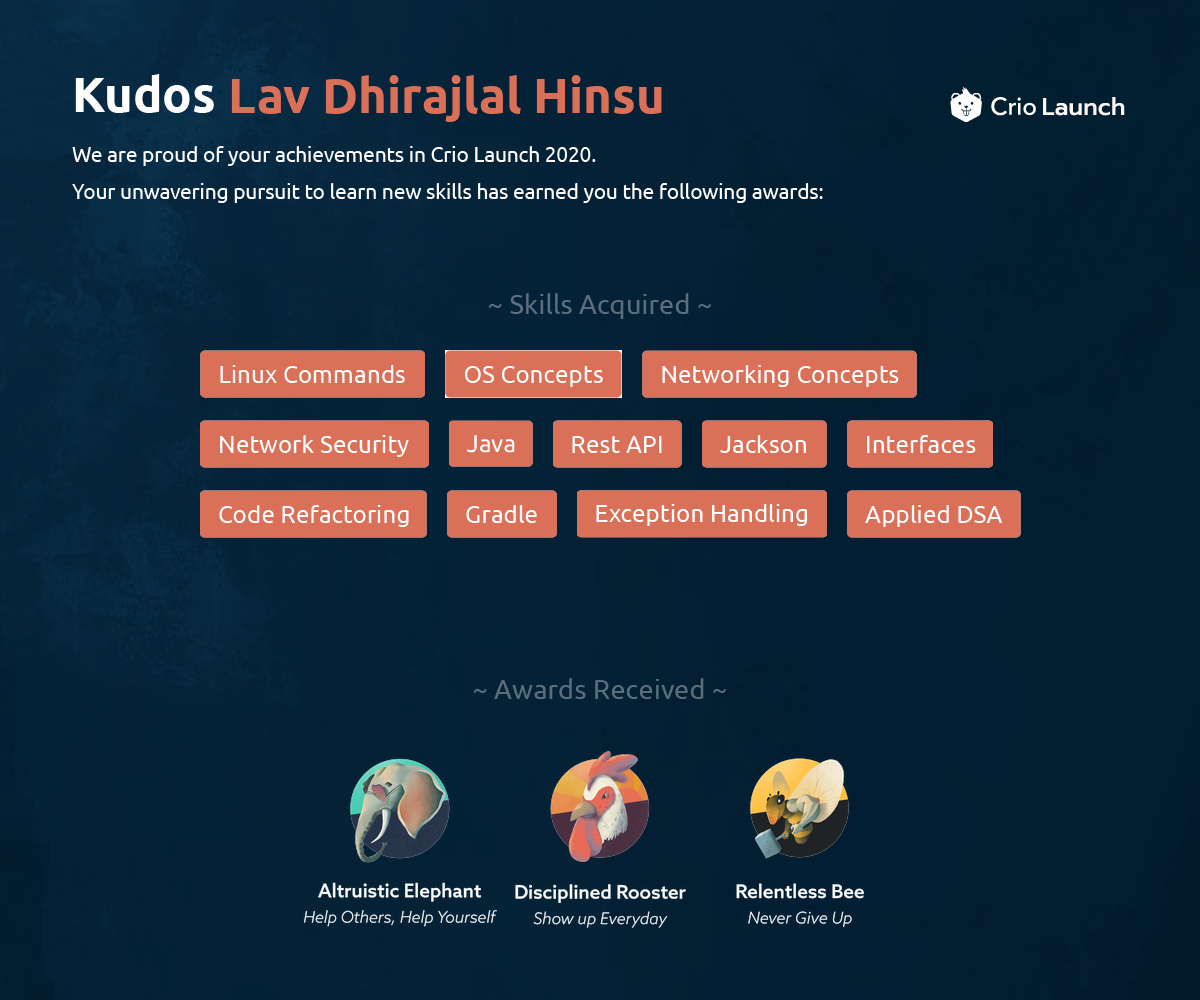 Kudos Lav Dhirajlal Hinsu
Crio Launch
We are proud of your achievements in Crio Launch 2020.
Your unwavering pursuit to learn new skills has earned you the following awards:
~ Skills Acquired ~
Linux Commands OS Concepts Networking Concepts
Network Security Java Rest API Jackson Interfaces
Code Refactoring Gradle Exception Handling Applied DSA
~ Awards Received ~
Altruistic Elephant Disciplined Rooster Relentless Bee
Help Others, Help Yourself Show up Everyday Never Give Up